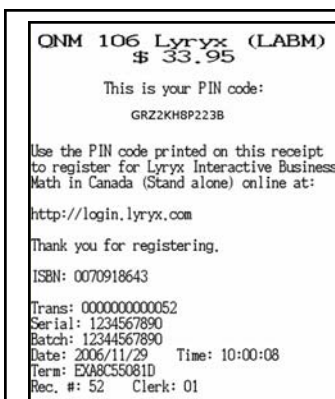 QNM 106 Lyryx (LABM)
$ 33.95
This is your PIN code:
GRZ2KH8P223B
Use the PIN code printed on this receipt
to register for Lyryx Interactive Business
Math in Canada (Stand alone) online at:
http://login.lyryx.com
Thank you for registering.
ISBN: 0070918643
Trans: 0000000000052
Serial: 1234567890
Batch: 12344567890
Date: 2006/11/29 Time: 10:00:08
Term: EXA8C55081D
Rec. #: 52 Clerk: 01